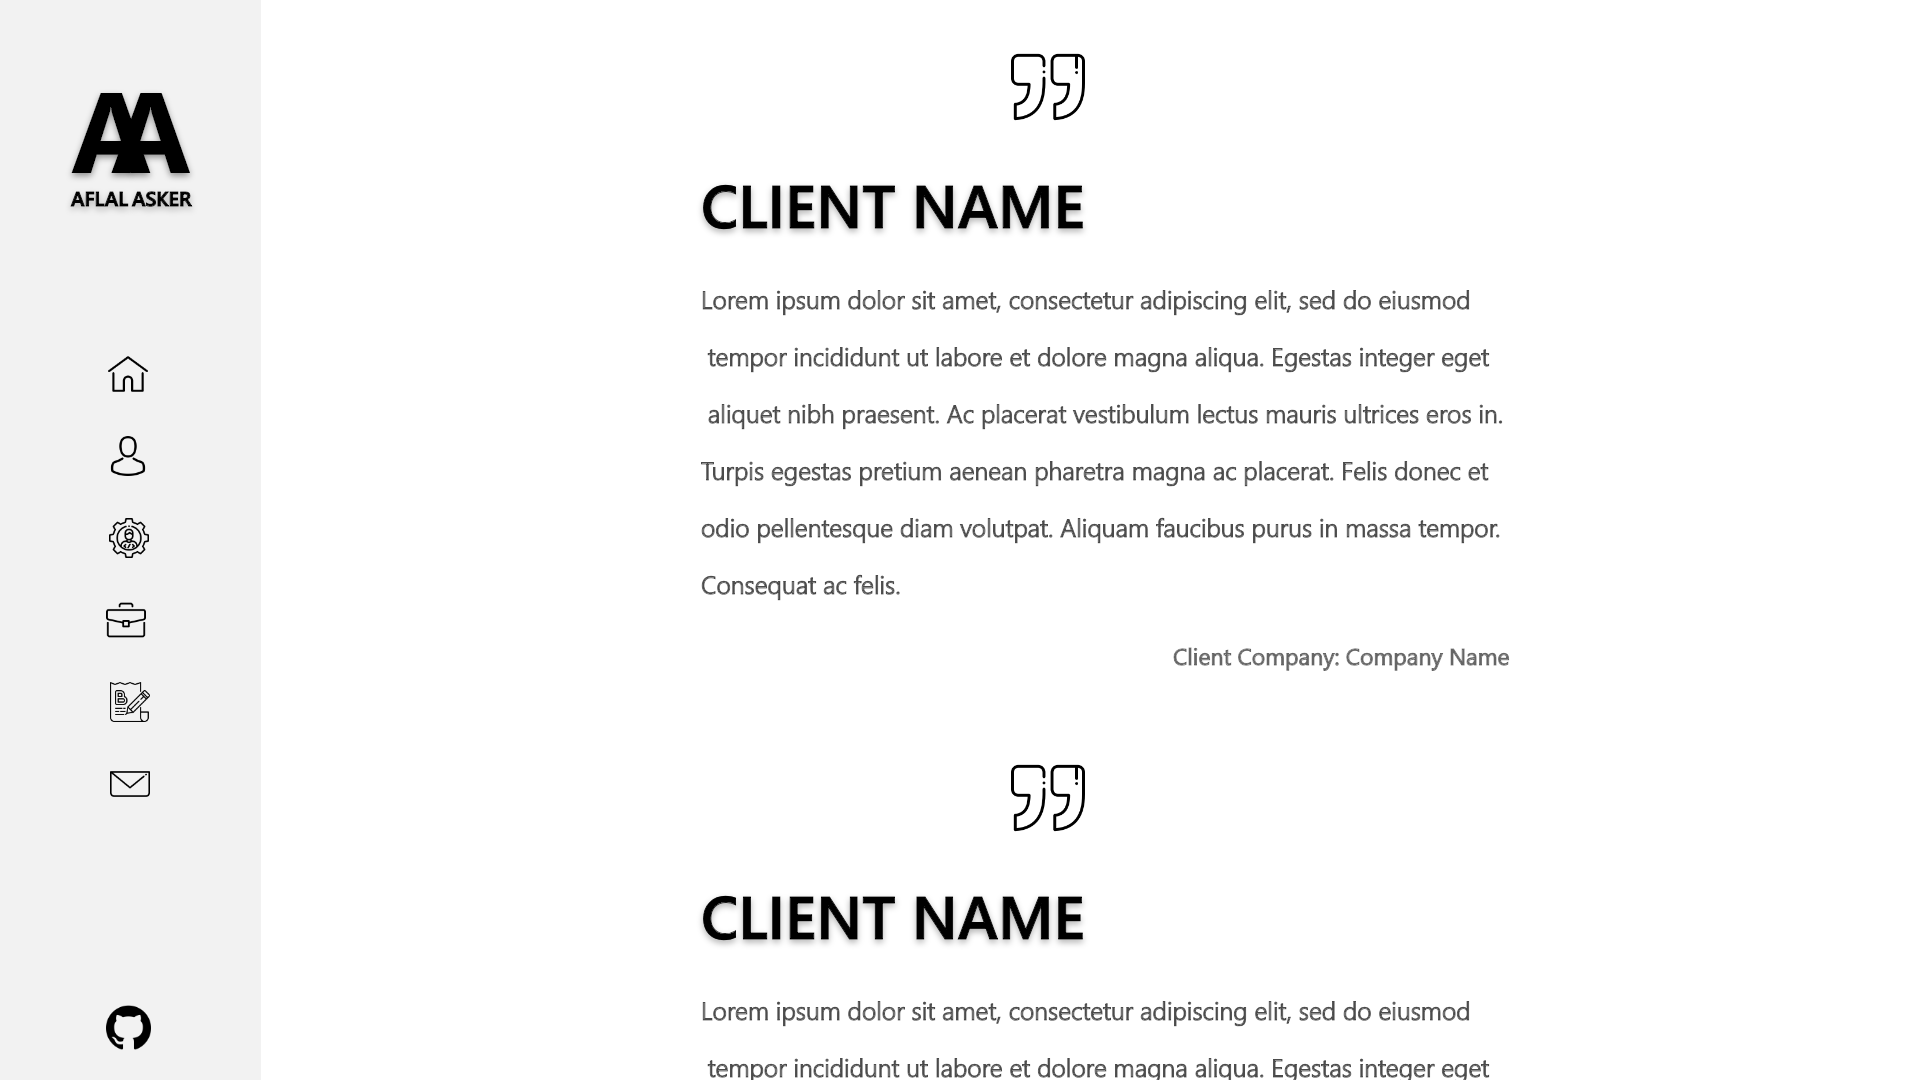 AA
AFLAL ASKER
CLIENT NAME
Lorem ipsum dolor sit amet, consectetur adipiscing elit, sed do eiusmod
tempor incididunt ut labore et dolore magna aliqua. Egestas integer eget
aliquet nibh praesent. Ac placerat vestibulum lectus mauris ultrices eros in.
Turpis egestas pretium aenean pharetra magna ac placerat. Felis donec et
odio pellentesque diam volutpat. Aliquam faucibus purus in massa tempor.
Consequat ac felis.
Client Company: Company Name
CLIENT NAME
Lorem ipsum dolor sit amet, consectetur adipiscing elit, sed do eiusmod
tempor incididunt ut labore et dolore magna aliqua. Egestas integer eget